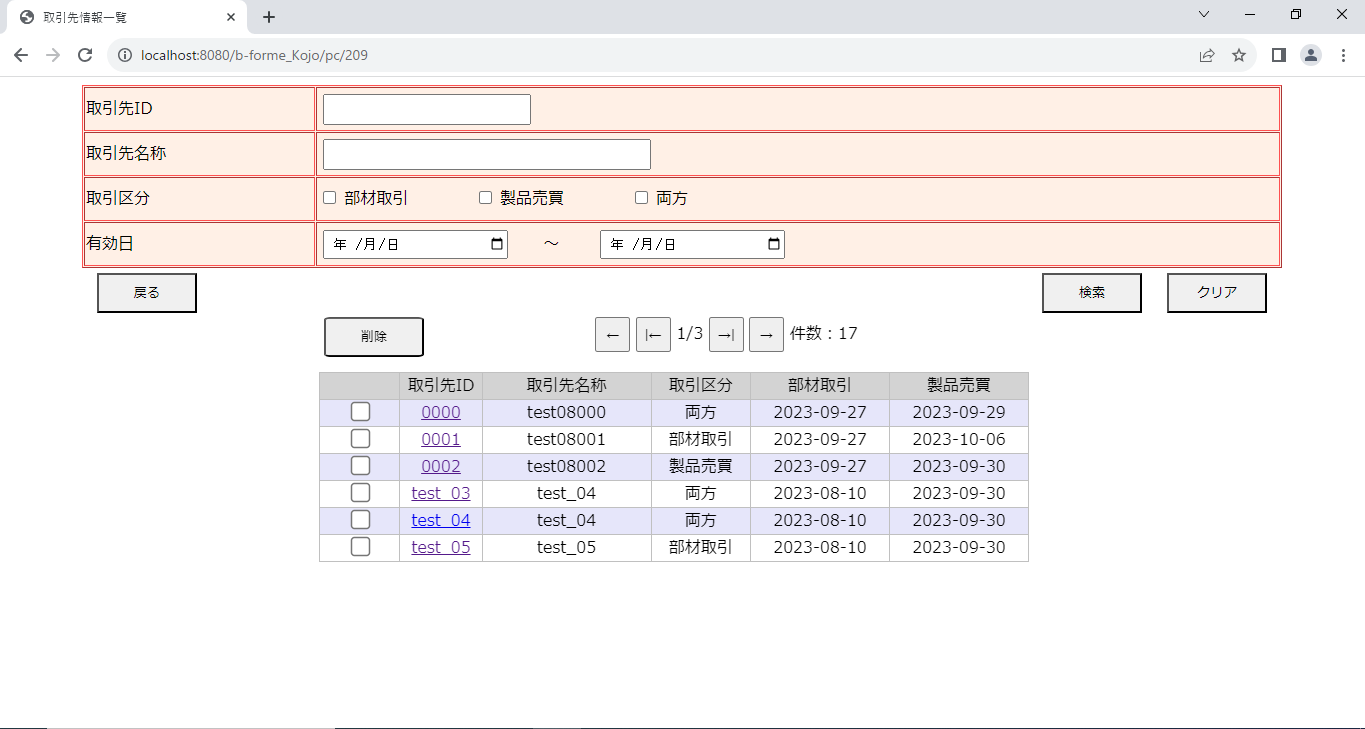 取引先情報一覧
localhost:8080/b-forme_Kojo/pc/209
取引先ID
取引先名称
取引区分 部材取引 製品売買 両方
有効日 年 /月/日 ～ 年 /月/日
戻る 検索 クリア
削除 ← |← 1/3 →| → 件数：17
取引先ID 取引先名称 取引区分 部材取引 製品売買
0000 test08000 両方 2023-09-27 2023-09-29
0001 test08001 部材取引 2023-09-27 2023-10-06
0002 test08002 製品売買 2023-09-27 2023-09-30
test_03 test_04 両方 2023-08-10 2023-09-30
test_04 test_04 両方 2023-08-10 2023-09-30
test_05 test_05 部材取引 2023-08-10 2023-09-30